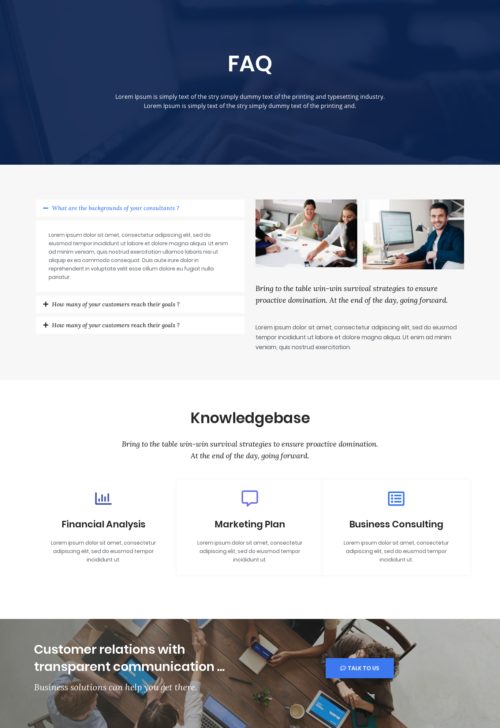 FAQ
Lorem Ipsum is simply text of the stry simply dummy text of the printing and typesetting industry.
Lorem Ipsum is simply text of the stry simply dummy text of the printing and.
What are the backgrounds of your consultants ?
Lorem ipsum dolor sit amet, consectetur adipiscing elit, sed do
eiusmod tempor incididunt ut labore et dolore magna aliqua. Ut
enim ad minim veniam, quis nostrud exercitation ullamco laboris
aliquip ex ea commodo consequat. Duis aute irure dolor in
reprehenderit in voluptate velit esse cillum dolore eu fugiat nulla
pariatur.
How many of your customers reach their goals ?
How many of your customers reach their goals ?
Bring to the table win-win survival strategies to ensure
proactive domination. At the end of the day, going forward.
Lorem ipsum dolor sit amet, consectetur adipiscing elit, sed do eiusmod
tempor incididunt ut labore et dolore magna aliqua. Ut enim ad minim
veniam, quis nostrud exercitation.
Knowledgebase
Bring to the table win-win survival strategies to ensure proactive domination.
At the end of the day, going forward.
Financial Analysis
Lorem ipsum dolor sit amet, consectetur
adipiscing elit, sed do eiusmod tempor
incididunt ut
Marketing Plan
Lorem ipsum dolor sit amet, consectetur
adipiscing elit, sed do eiusmod tempor
incididunt ut
Business Consulting
Lorem ipsum dolor sit amet, consectetur
adipiscing elit, sed do eiusmod tempor
incididunt ut
Customer relations with
transparent communication ...
Business solutions can help you get there.
TALK TO US